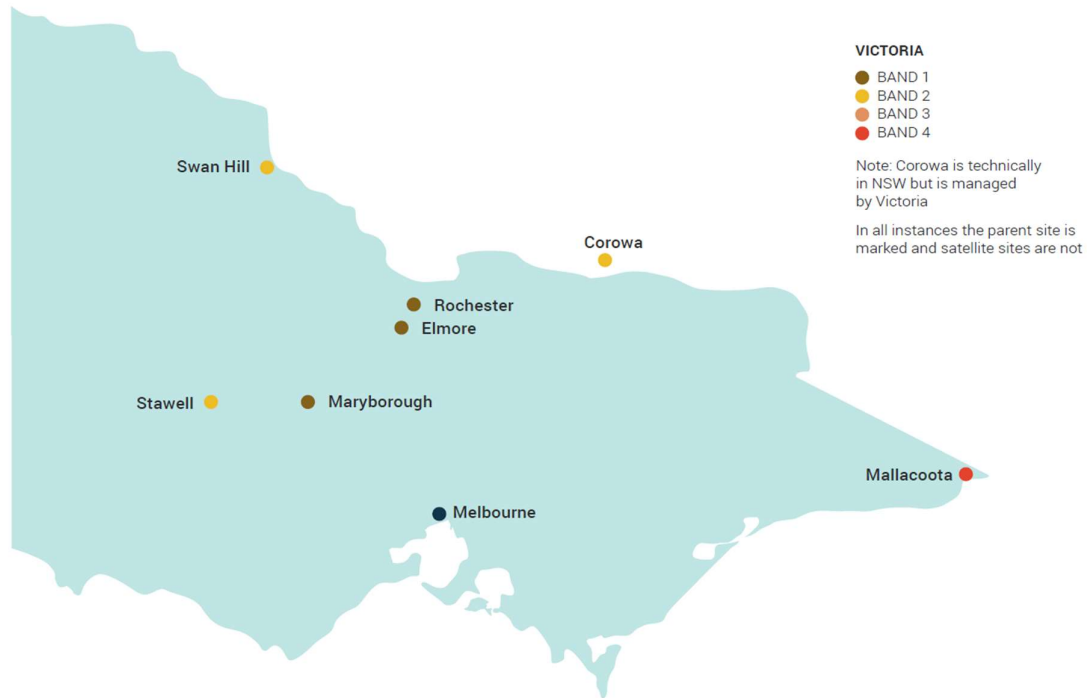 VICTORIA
BAND 1
BAND 2
BAND 3
BAND 4
Note: Corowa is technically
in NSW but is managed
by Victoria
In all instances the parent site is
marked and satellite sites are not
Swan Hill
Corowa
Rochester
Elmore
Stawell
Maryborough
Mallacoota
Melbourne